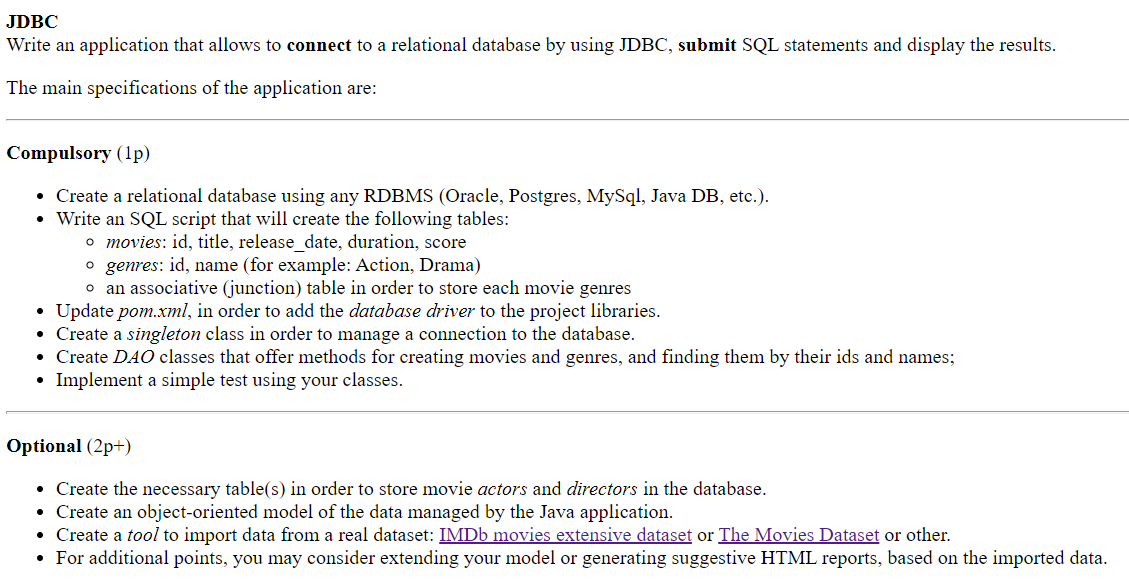 JDBC
Write an application that allows to connect to a relational database by using JDBC, submit SQL statements and display the results.
The main specifications of the application are:
Compulsory (1p)
Create a relational database using any RDBMS (Oracle, Postgres, MySql, Java DB, etc.).
Write an SQL script that will create the following tables:
movies: id, title, release_date, duration, score
genres: id, name (for example: Action, Drama)
an associative (junction) table in order to store each movie genres
Update pom.xml, in order to add the database driver to the project libraries.
Create a singleton class in order to manage a connection to the database.
Create DAO classes that offer methods for creating movies and genres, and finding them by their ids and names;
Implement a simple test using your classes.
Optional (2p+)
Create the necessary table(s) in order to store movie actors and directors in the database.
Create an object-oriented model of the data managed by the Java application.
Create a tool to import data from a real dataset: IMDb movies extensive dataset or The Movies Dataset or other.
For additional points, you may consider extending your model or generating suggestive HTML reports, based on the imported data.